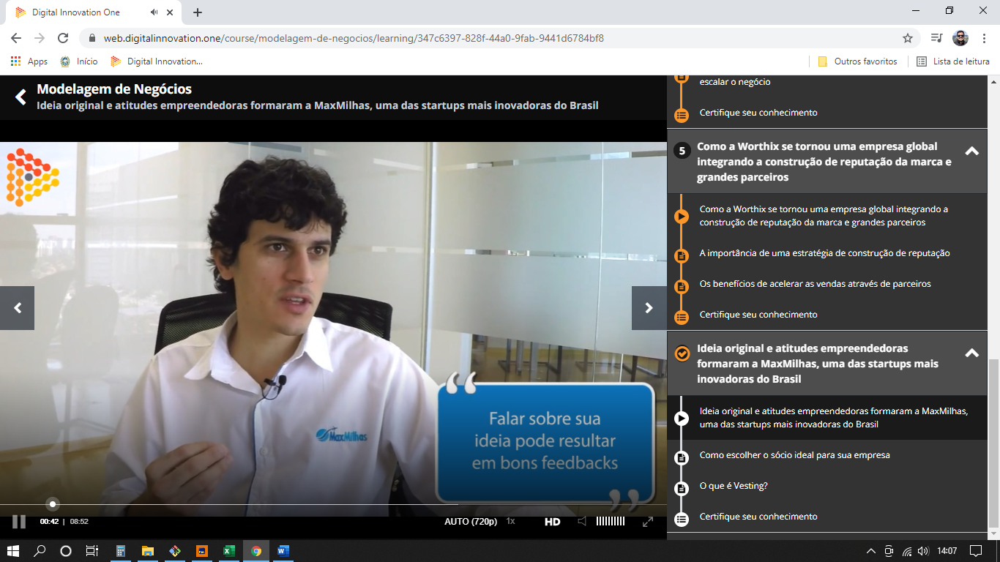 Digital Innovation One
web.digitalinnovation.one/course/modelagem-de-negocios/learning/347c6397-828f-44a0-9fab-9441d6784bf8
Apps
Início
Digital Innovation...
Outros favoritos
Lista de leitura
Modelagem de Negócios
Ideia original e atitudes empreendedoras formaram a MaxMilhas, uma das startups mais inovadoras do Brasil
MaxMilhas
“
Falar sobre sua
ideia pode resultar
em bons feedbacks
”
00:42 | 08:52
AUTO (720p)
1x
HD
escalar o negócio
Certifique seu conhecimento
5
Como a Worthix se tornou uma empresa global
integrando a construção de reputação da marca e
grandes parceiros
Como a Worthix se tornou uma empresa global integrando a
construção de reputação da marca e grandes parceiros
A importância de uma estratégia de construção de reputação
Os benefícios de acelerar as vendas através de parceiros
Certifique seu conhecimento
Ideia original e atitudes empreendedoras
formaram a MaxMilhas, uma das startups mais
inovadoras do Brasil
Ideia original e atitudes empreendedoras formaram a MaxMilhas,
uma das startups mais inovadoras do Brasil
Como escolher o sócio ideal para sua empresa
O que é Vesting?
Certifique seu conhecimento
14:07